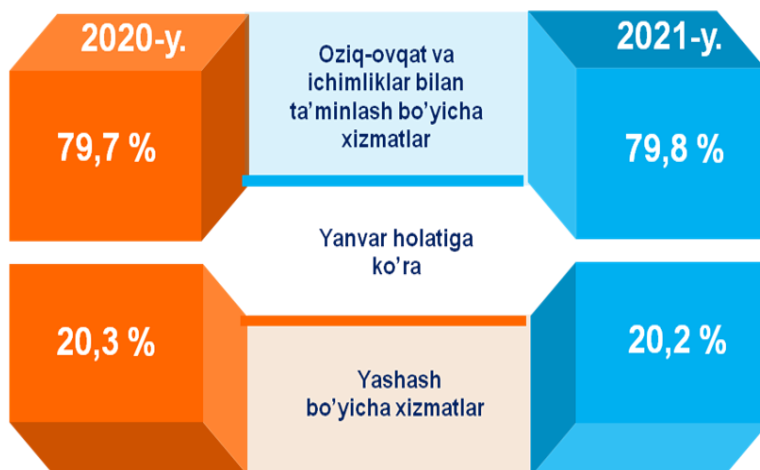 2020-y.
79,7 %
Oziq-ovqat va
ichimliklar bilan
ta’minlash bo’yicha
xizmatlar
2021-y.
79,8 %
Yanvar holatiga
ko’ra
20,3 %
Yashash
bo’yicha xizmatlar
20,2 %